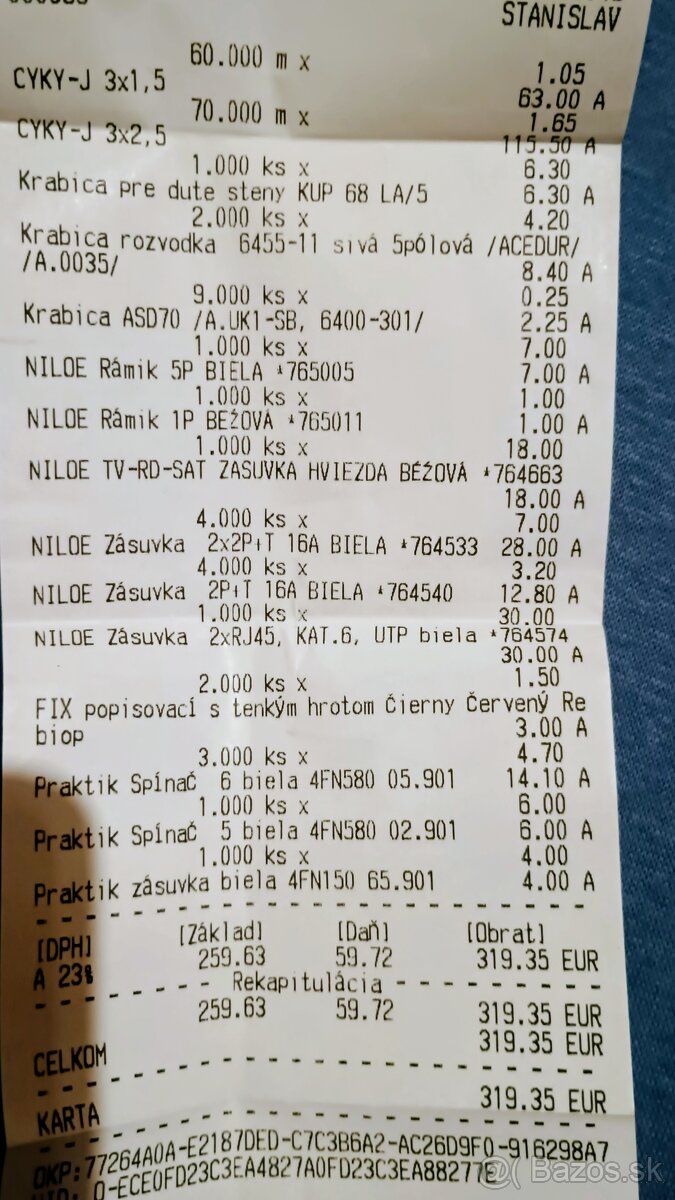 STANISLAV
60.000 m x 1.05
CYKY-J 3x1,5 63.00 A
70.000 m x 1.65
CYKY-J 3x2,5 115.50 A
1.000 ks x 6.30
Krabica pre dute steny KUP 68 LA/5 6.30 A
2.000 ks x 4.20
Krabica rozvodka 6455-11 sivá 5pólová /ACEDUR/
/A.0035/ 8.40 A
9.000 ks x 0.25
Krabica ASD70 /A.UK1-SB, 6400-301/ 2.25 A
1.000 ks x 7.00
NILOE Rámik 5P BIELA *765005 7.00 A
1.000 ks x 1.00
NILOE Rámik 1P BÉŽOVÁ *765011 1.00 A
1.000 ks x 18.00
NILOE TV-RD-SAT ZASUVKA HVIEZDA BÉŽOVÁ *764663
18.00 A
4.000 ks x 7.00
NILOE Zásuvka 2x2P+T 16A BIELA *764533 28.00 A
4.000 ks x 3.20
NILOE Zásuvka 2P+T 16A BIELA *764540 12.80 A
1.000 ks x 30.00
NILOE Zásuvka 2xRJ45, KAT.6, UTP biela *764574
30.00 A
2.000 ks x 1.50
FIX popisovací s tenkým hrotom Čierny Červený Re
biop 3.00 A
3.000 ks x 4.70
Praktik Spínač 6 biela 4FN580 05.901 14.10 A
1.000 ks x 6.00
Praktik Spínač 5 biela 4FN580 02.901 6.00 A
1.000 ks x 4.00
Praktik zásuvka biela 4FN150 65.901 4.00 A
[DPH] [Základ] [Daň] [Obrat]
A 23% 259.63 59.72 319.35 EUR
- - - - - - - Rekapitulácia - - - - - - - -
259.63 59.72 319.35 EUR
CELKOM 319.35 EUR
KARTA 319.35 EUR
OKP:77264A0A-E2187DED-C7C3B6A2-AC26D9F0-916298A7
0-ECE0FD23C3EA4827A0FD23C3EA88277E
Bazos.sk